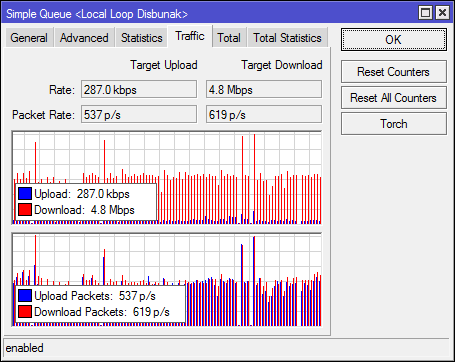 Simple Queue <Local Loop Disbunak>
General Advanced Statistics Traffic Total Total Statistics
Target Upload Target Download
Rate: 287.0 kbps 4.8 Mbps
Packet Rate: 537 p/s 619 p/s
Upload: 287.0 kbps
Download: 4.8 Mbps
Upload Packets: 537 p/s
Download Packets: 619 p/s
OK
Reset Counters
Reset All Counters
Torch
enabled